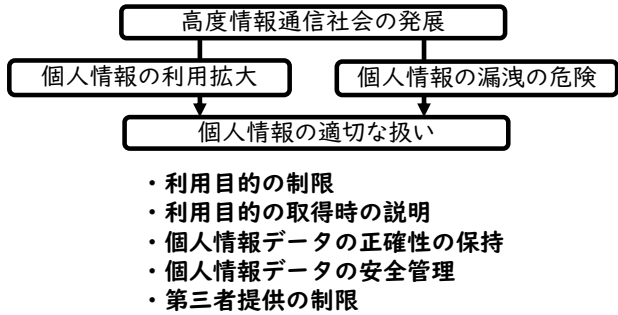 高度情報通信社会の発展
個人情報の利用拡大
個人情報の漏洩の危険
個人情報の適切な扱い
・利用目的の制限
・利用目的の取得時の説明
・個人情報データの正確性の保持
・個人情報データの安全管理
・第三者提供の制限